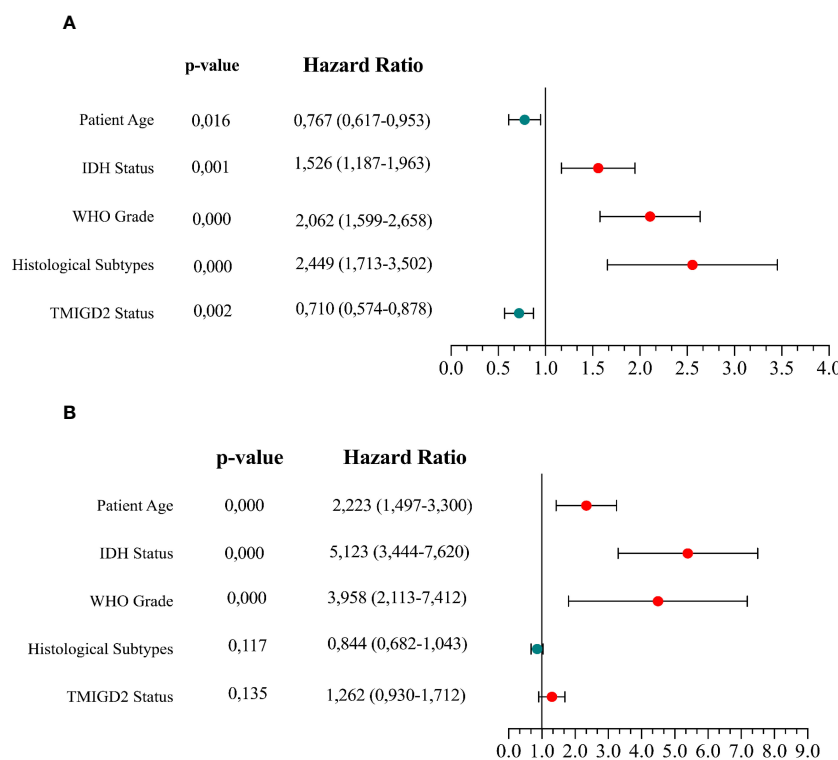 A
p-value Hazard Ratio
Patient Age 0,016 0,767 (0,617-0,953)
IDH Status 0,001 1,526 (1,187-1,963)
WHO Grade 0,000 2,062 (1,599-2,658)
Histological Subtypes 0,000 2,449 (1,713-3,502)
TMIGD2 Status 0,002 0,710 (0,574-0,878)
0.0 0.5 1.0 1.5 2.0 2.5 3.0 3.5 4.0
B
p-value Hazard Ratio
Patient Age 0,000 2,223 (1,497-3,300)
IDH Status 0,000 5,123 (3,444-7,620)
WHO Grade 0,000 3,958 (2,113-7,412)
Histological Subtypes 0,117 0,844 (0,682-1,043)
TMIGD2 Status 0,135 1,262 (0,930-1,712)
0.0 1.0 2.0 3.0 4.0 5.0 6.0 7.0 8.0 9.0